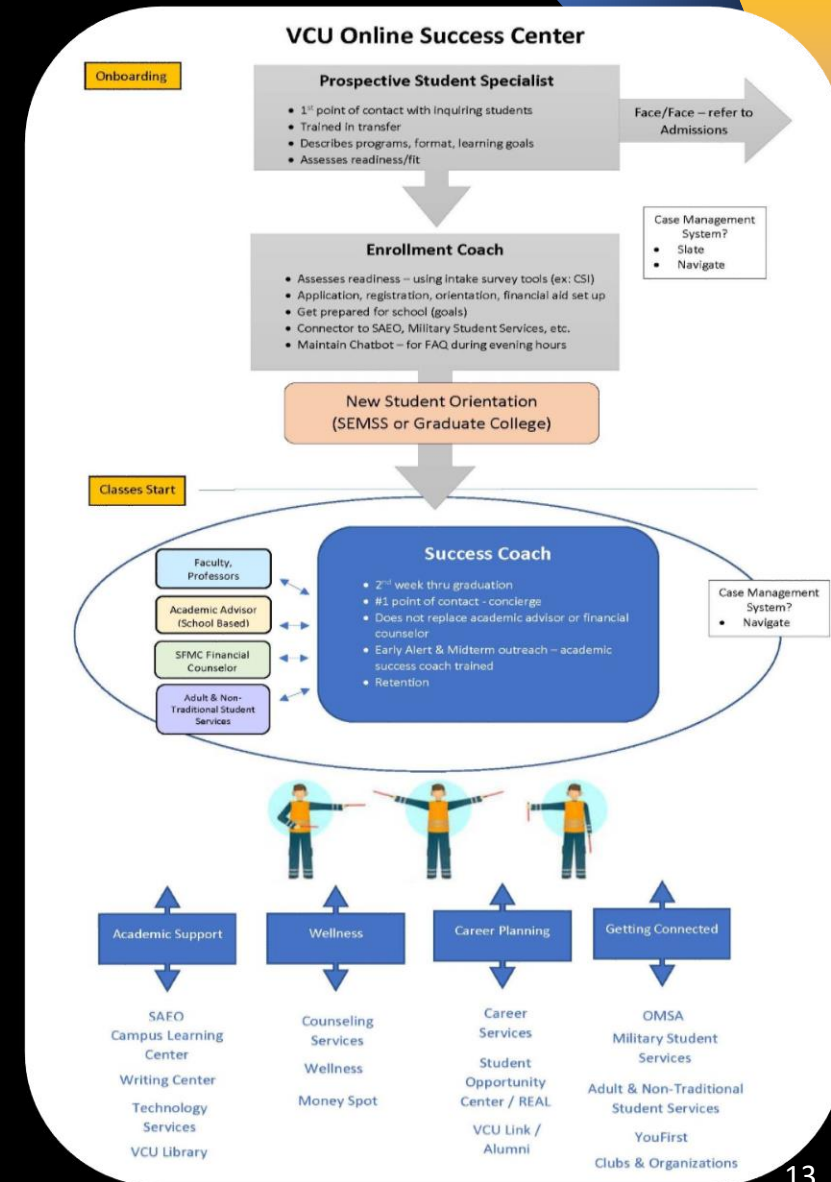 VCU Online Success Center
Onboarding
Prospective Student Specialist
• 1st point of contact with inquiring students
• Trained in transfer
• Describes programs, format, learning goals
• Assesses readiness/fit
Face/Face – refer to
Admissions
Case Management
System?
• Slate
• Navigate
Enrollment Coach
• Assesses readiness – using intake survey tools (ex: CSI)
• Application, registration, orientation, financial aid set up
• Get prepared for school (goals)
• Connector to SAEO, Military Student Services, etc.
• Maintain Chatbot – for FAQ during evening hours
New Student Orientation
(SEMSS or Graduate College)
Classes Start
Faculty,
Professors
Academic Advisor
(School Based)
SFMC Financial
Counselor
Adult & Non-
Traditional Student
Services
Success Coach
• 2nd week thru graduation
• #1 point of contact - concierge
• Does not replace academic advisor or financial
counselor
• Early Alert & Midterm outreach – academic
success coach trained
• Retention
Case Management
System?
• Navigate
Academic Support
SAEO
Campus Learning
Center
Writing Center
Technology
Services
VCU Library
Wellness
Counseling
Services
Wellness
Money Spot
Career Planning
Career
Services
Student
Opportunity
Center / REAL
VCU Link /
Alumni
Getting Connected
OMSA
Military Student
Services
Adult & Non-Traditional
Student Services
YouFirst
Clubs & Organizations
13